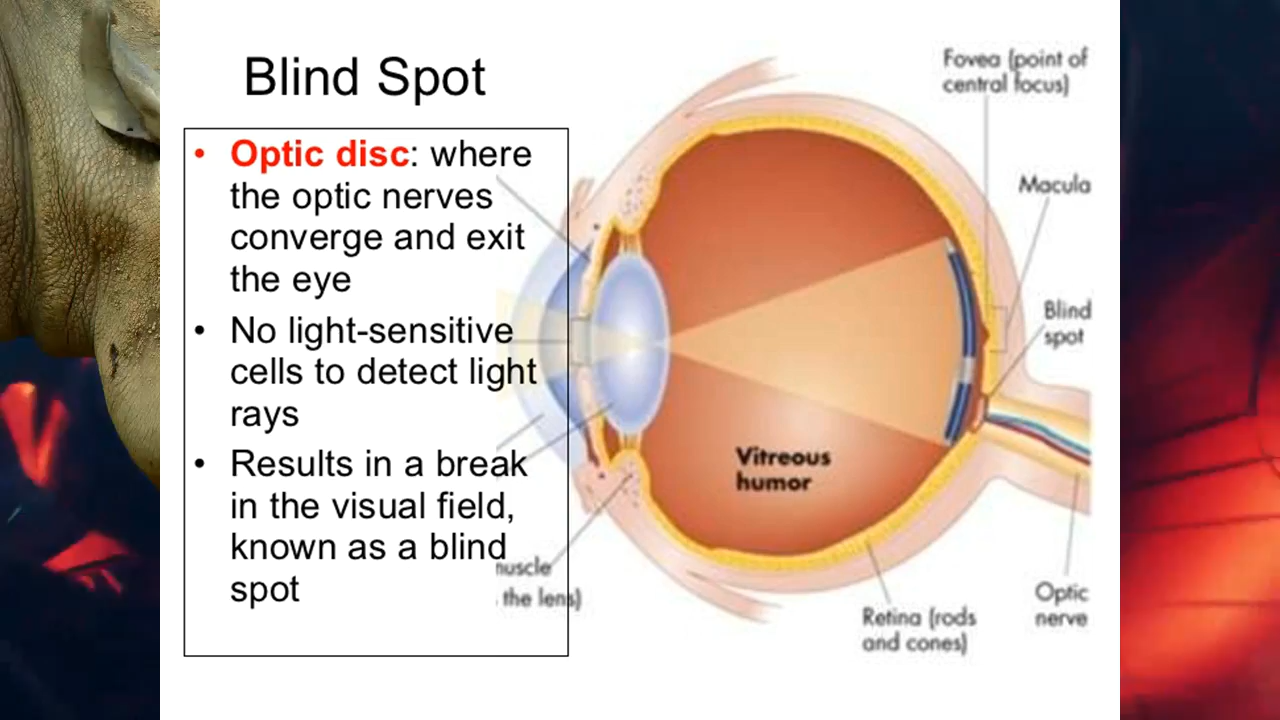 Blind Spot
• Optic disc: where
the optic nerves
converge and exit
the eye
• No light-sensitive
cells to detect light
rays
• Results in a break
in the visual field,
known as a blind
spot
Fovea (point of
central focus)
Macula
Blind
spot
Vitreous
humor
the lens)
Retina (rods
and cones)
Optic
nerve